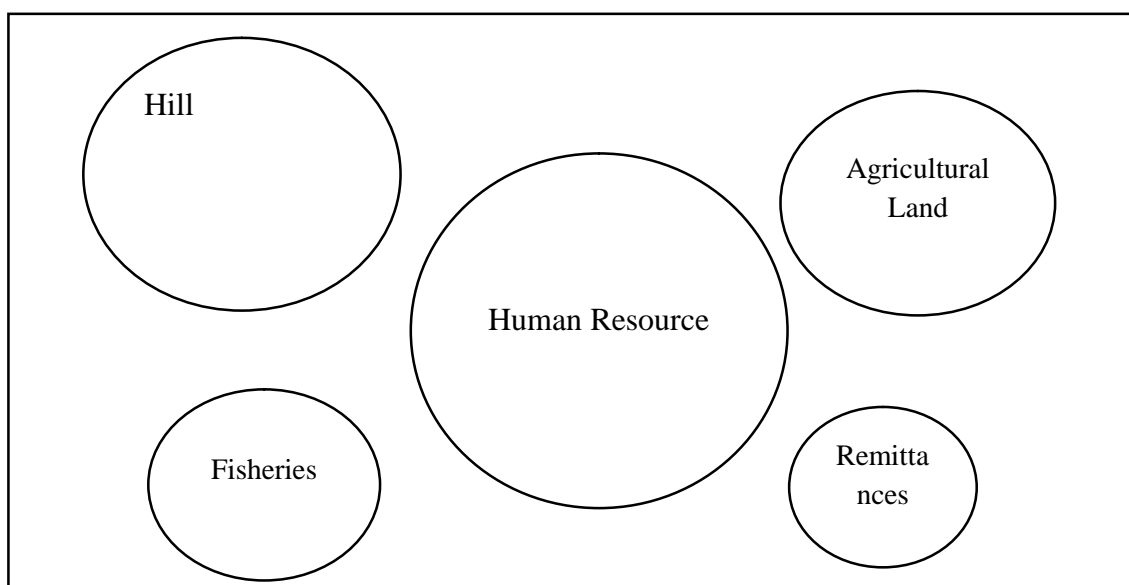 Hill
Agricultural
Land
Human Resource
Fisheries
Remitta
nces